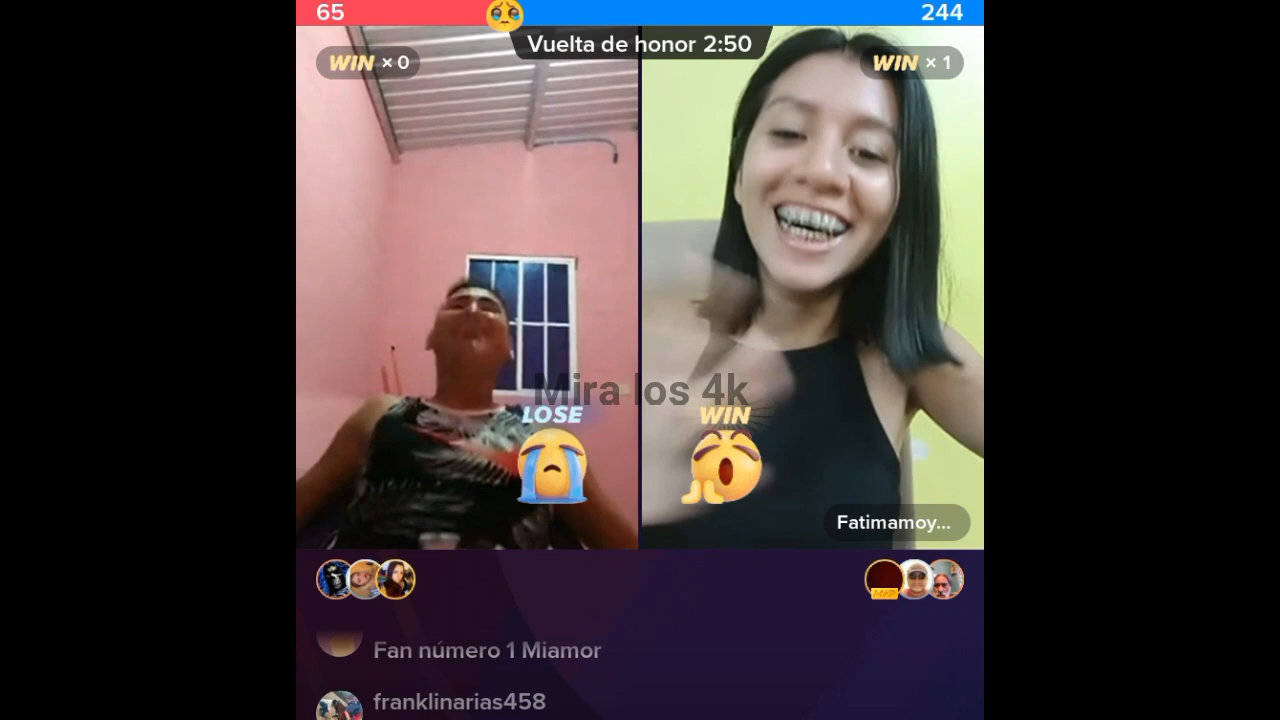 65
244
Vuelta de honor 2:50
WIN × 0
WIN × 1
Mira los 4k
LOSE
WIN
Fatimamoy...
Fan número 1 Miamor
franklinarias458